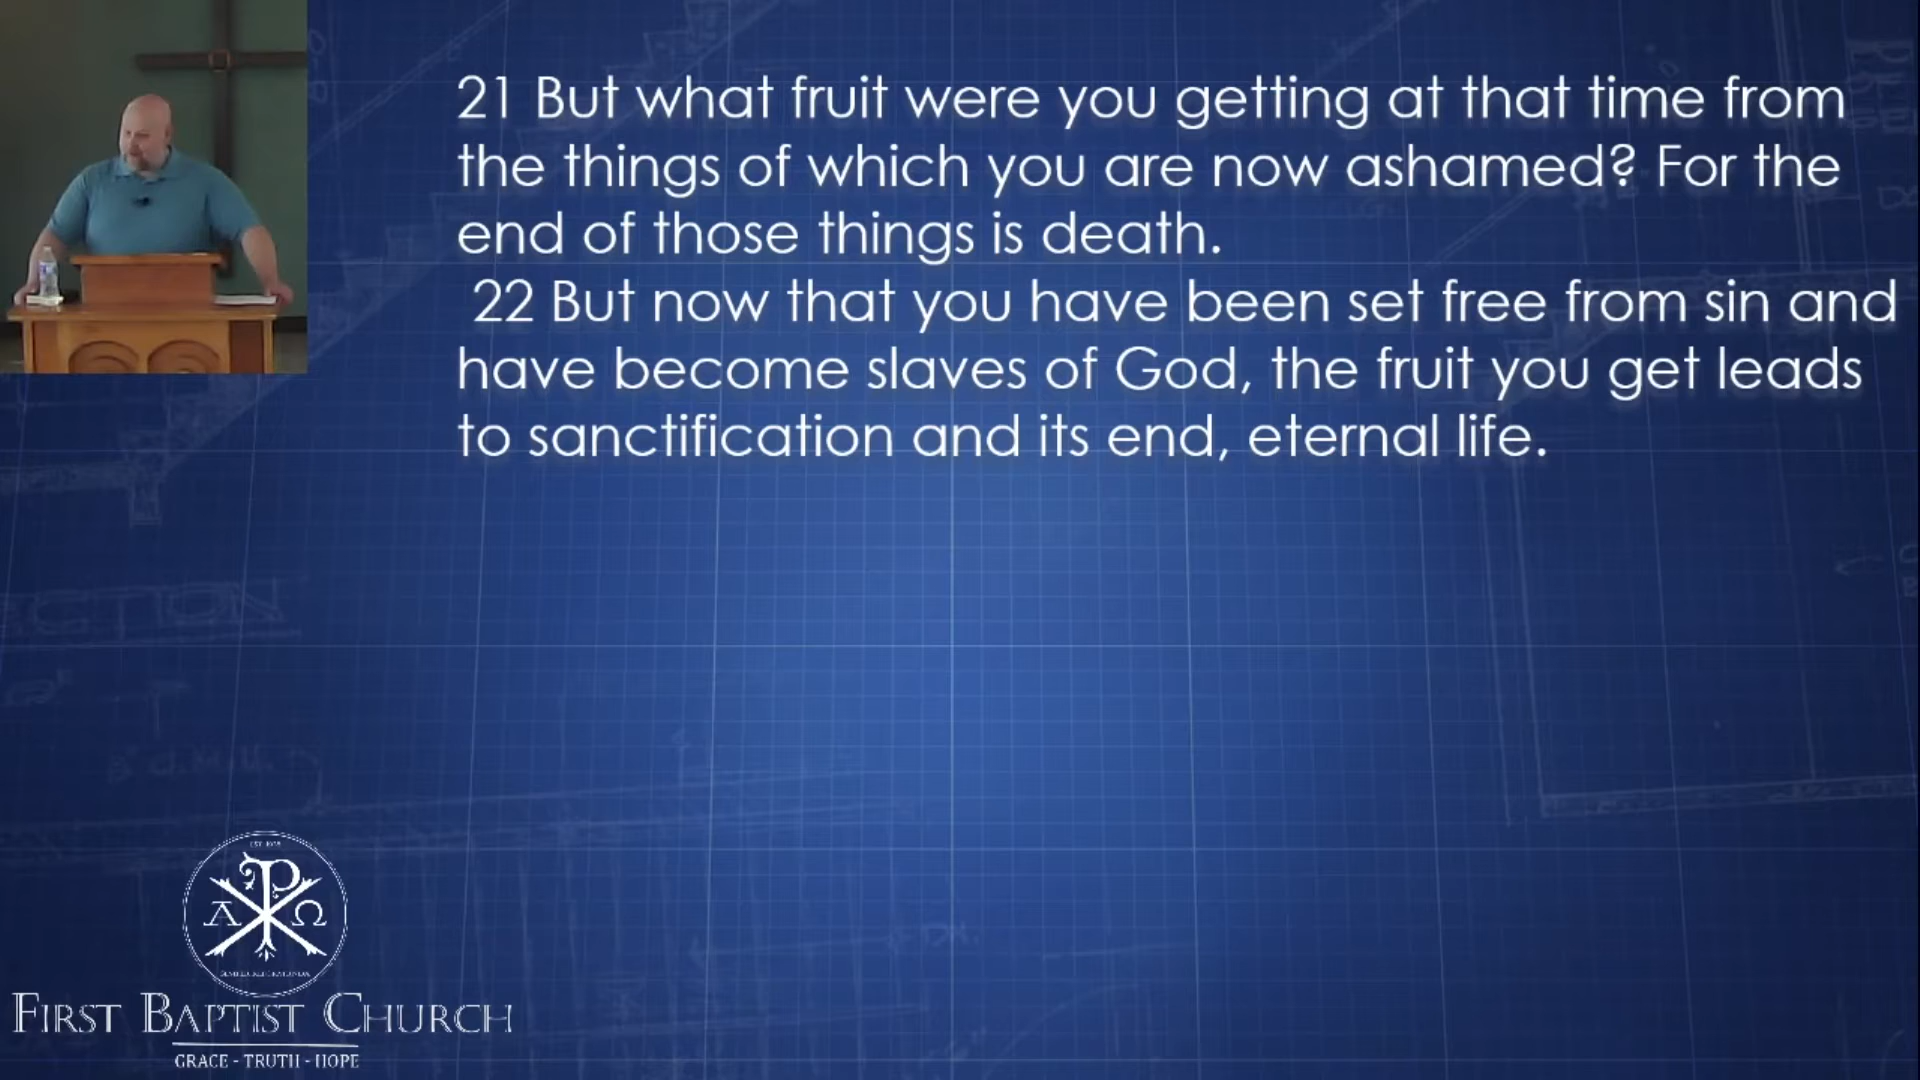 21 But what fruit were you getting at that time from
the things of which you are now ashamed? For the
end of those things is death.
22 But now that you have been set free from sin and
have become slaves of God, the fruit you get leads
to sanctification and its end, eternal life.
Α Ω
FIRST BAPTIST CHURCH
GRACE - TRUTH - HOPE